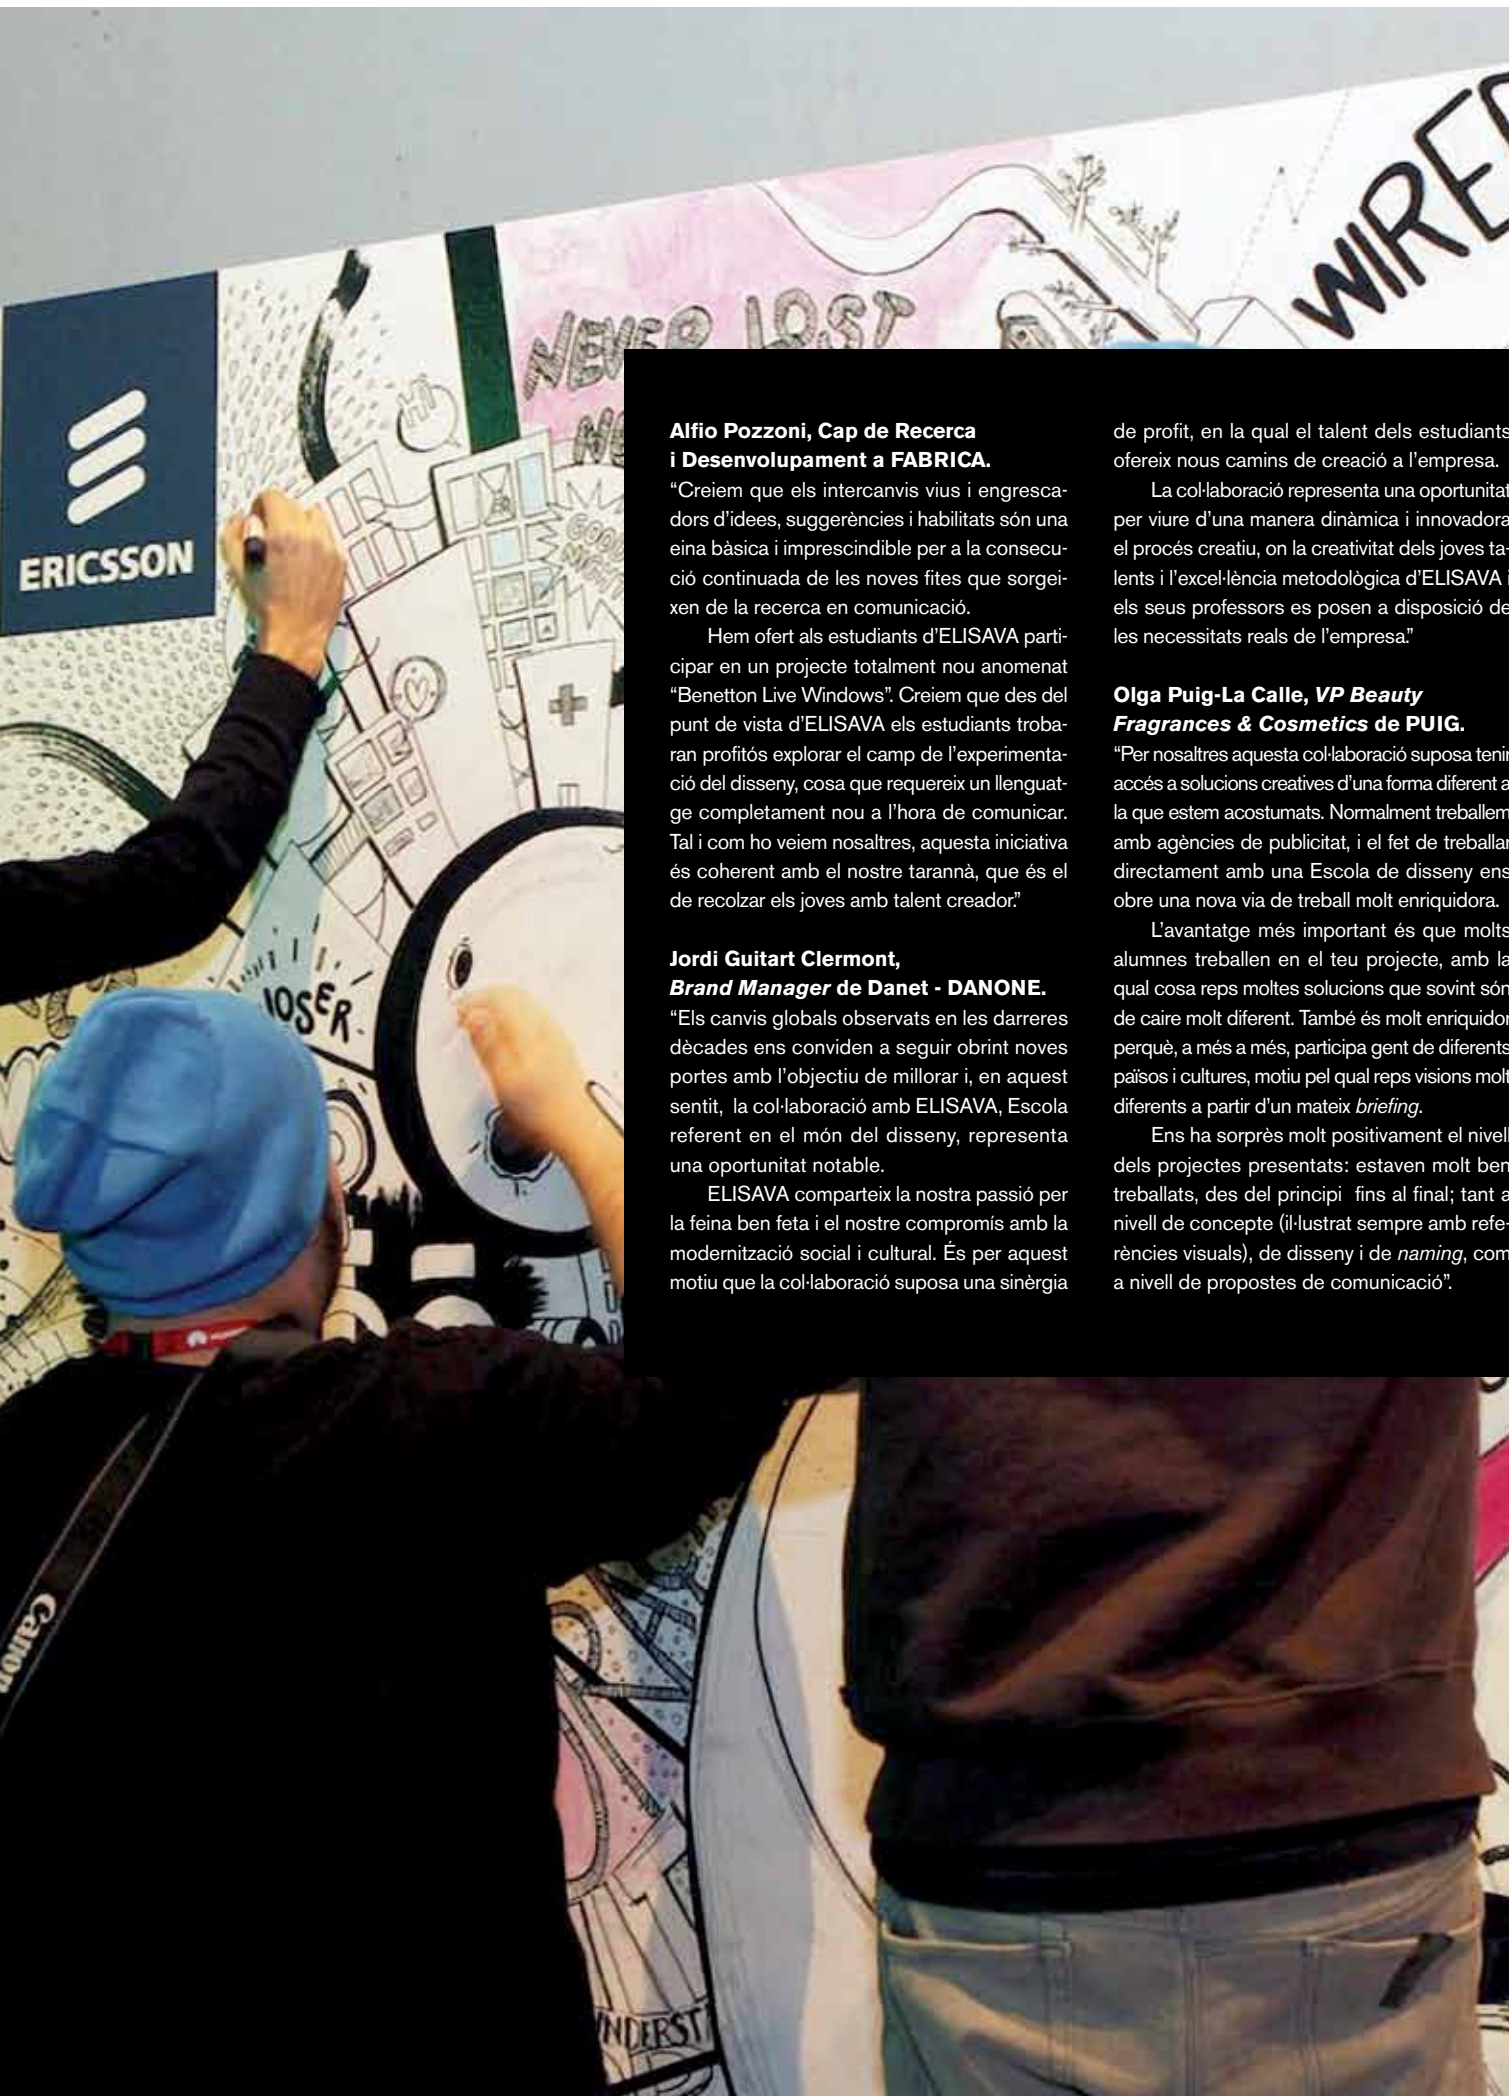 WIRED
NEVER LOST
Hi
GOOD
ERICSSON
LOSER.
Alfio Pozzoni, Cap de Recerca
i Desenvolupament a FABRICA.
“Creiem que els intercanvis vius i engresca-
dors d’idees, suggerències i habilitats són una
eina bàsica i imprescindible per a la consecu-
ció continuada de les noves fites que sorgei-
xen de la recerca en comunicació.
Hem ofert als estudiants d’ELISAVA parti-
cipar en un projecte totalment nou anomenat
“Benetton Live Windows”. Creiem que des del
punt de vista d’ELISAVA els estudiants troba-
ran profitós explorar el camp de l’experimenta-
ció del disseny, cosa que requereix un llenguat-
ge completament nou a l’hora de comunicar.
Tal i com ho veiem nosaltres, aquesta iniciativa
és coherent amb el nostre tarannà, que és el
de recolzar els joves amb talent creador.”
Jordi Guitart Clermont,
Brand Manager de Danet - DANONE.
“Els canvis globals observats en les darreres
dècades ens conviden a seguir obrint noves
portes amb l’objectiu de millorar i, en aquest
sentit, la col·laboració amb ELISAVA, Escola
referent en el món del disseny, representa
una oportunitat notable.
ELISAVA comparteix la nostra passió per
la feina ben feta i el nostre compromís amb la
modernització social i cultural. És per aquest
motiu que la col·laboració suposa una sinèrgia
de profit, en la qual el talent dels estudiants
ofereix nous camins de creació a l’empresa.
La col·laboració representa una oportunitat
per viure d’una manera dinàmica i innovadora
el procés creatiu, on la creativitat dels joves ta-
lents i l’excel·lència metodològica d’ELISAVA i
els seus professors es posen a disposició de
les necessitats reals de l’empresa.”
Olga Puig-La Calle, VP Beauty
Fragrances & Cosmetics de PUIG.
“Per nosaltres aquesta col·laboració suposa tenir
accés a solucions creatives d’una forma diferent a
la que estem acostumats. Normalment treballem
amb agències de publicitat, i el fet de treballar
directament amb una Escola de disseny ens
obre una nova via de treball molt enriquidora.
L’avantatge més important és que molts
alumnes treballen en el teu projecte, amb la
qual cosa reps moltes solucions que sovint són
de caire molt diferent. També és molt enriquidor
perquè, a més a més, participa gent de diferents
països i cultures, motiu pel qual reps visions molt
diferents a partir d’un mateix briefing.
Ens ha sorprès molt positivament el nivell
dels projectes presentats: estaven molt ben
treballats, des del principi fins al final; tant a
nivell de concepte (il·lustrat sempre amb refe-
rències visuals), de disseny i de naming, com
a nivell de propostes de comunicació”.
Canon
UNDERST